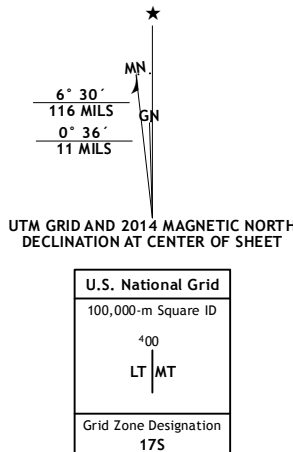 ★
MN
6° 30´
116 MILS
GN
0° 36´
11 MILS
UTM GRID AND 2014 MAGNETIC NORTH
DECLINATION AT CENTER OF SHEET
U.S. National Grid
100,000-m Square ID
⁴00
LT MT
Grid Zone Designation
17S